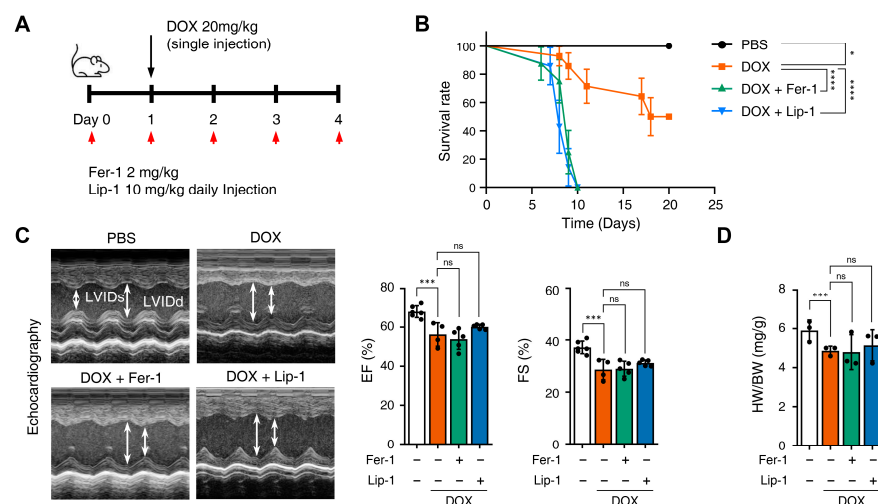 A
DOX 20mg/kg
(single injection)
Day 0 1 2 3 4
Fer-1 2 mg/kg
Lip-1 10 mg/kg daily Injection
B
Survival rate
100
80
60
40
20
0
0 5 10 15 20 25
Time (Days)
PBS
DOX
DOX + Fer-1
DOX + Lip-1
*
****
****
C
Echocardiography
PBS
DOX
LVIDs
LVIDd
DOX + Fer-1
DOX + Lip-1
EF (%)
80
60
40
20
0
***
ns
ns
Fer-1 − − + −
Lip-1 − − − +
DOX
FS (%)
60
40
20
0
***
ns
ns
Fer-1 − − + −
Lip-1 − − − +
DOX
D
HW/BW (mg/g)
8
6
4
2
0
***
ns
ns
Fer-1 − − + −
Lip-1 − − − +
DOX